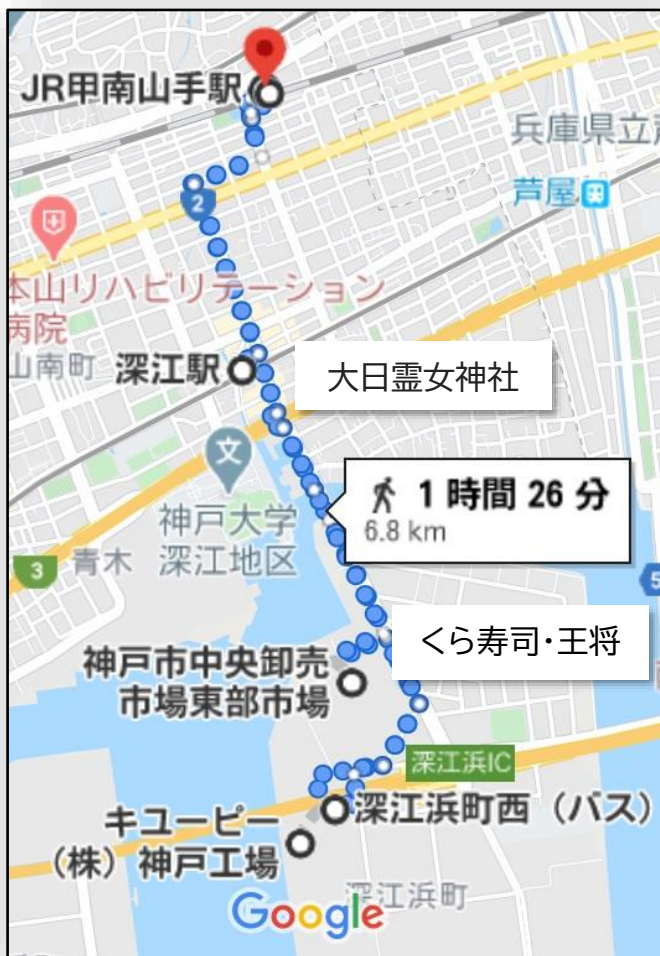 JR甲南山手駅
兵庫県立芦
芦屋
2
本山リハビリテーション
病院
山南町
深江駅
大日霊女神社
文
1 時間 26 分
6.8 km
神戸大学
深江地区
3
青木
5
くら寿司・王将
神戸市中央卸売
市場東部市場
深江浜IC
深江浜町西（バス）
キユーピー
（株）神戸工場
深江浜町
Google